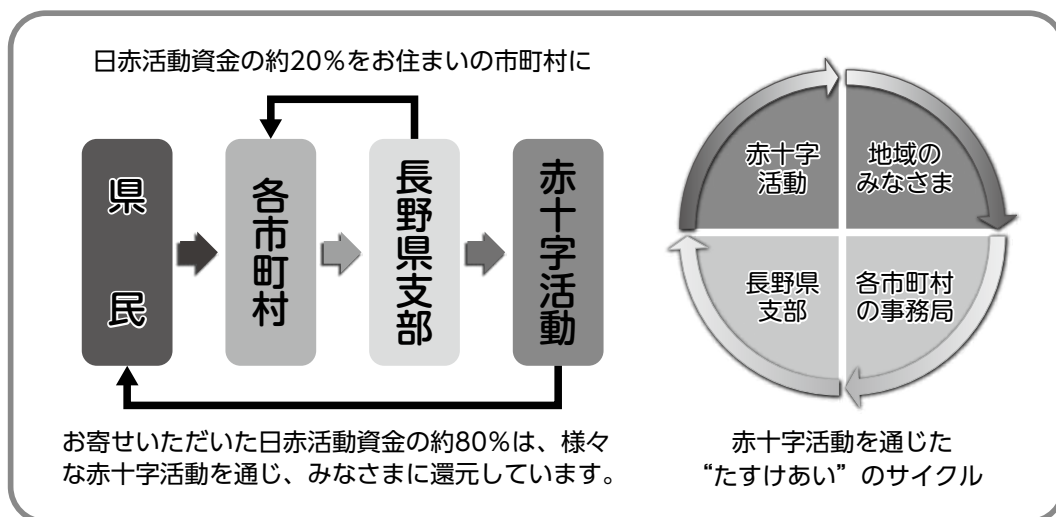 日赤活動資金の約20%をお住まいの市町村に
県民
各市町村
長野県支部
赤十字活動
お寄せいただいた日赤活動資金の約80%は、様々
な赤十字活動を通じ、みなさまに還元しています。
赤十字
活動
地域の
みなさま
長野県
支部
各市町村
の事務局
赤十字活動を通じた
“たすけあい”のサイクル